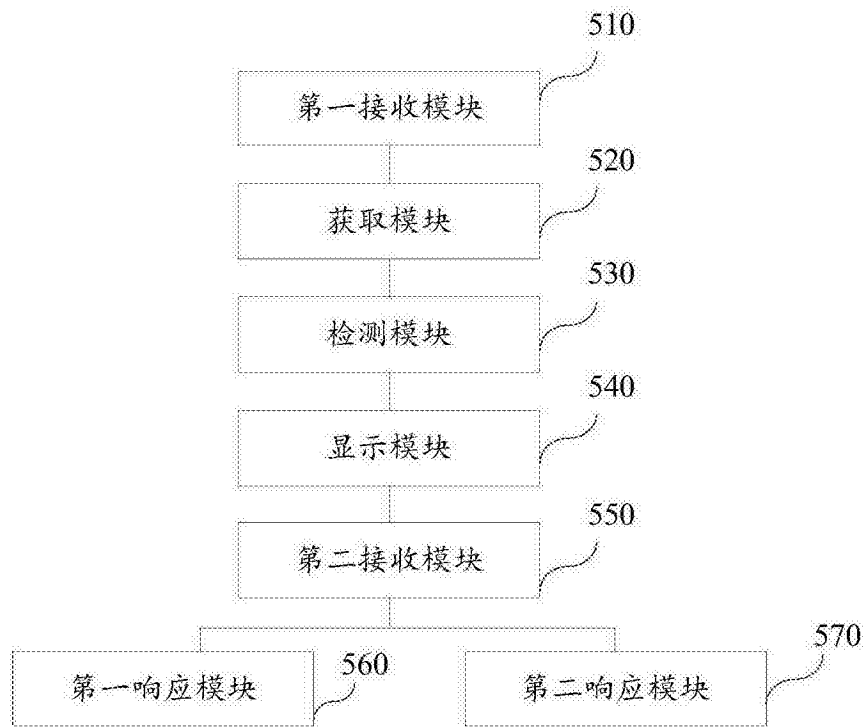 510
第一接收模块
520
获取模块
530
检测模块
540
显示模块
550
第二接收模块
560
第一响应模块
570
第二响应模块